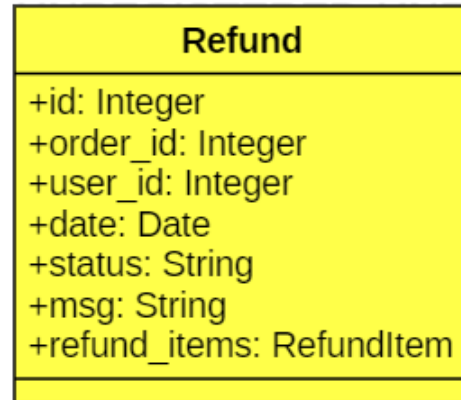 Refund
+id: Integer
+order_id: Integer
+user_id: Integer
+date: Date
+status: String
+msg: String
+refund_items: RefundItem